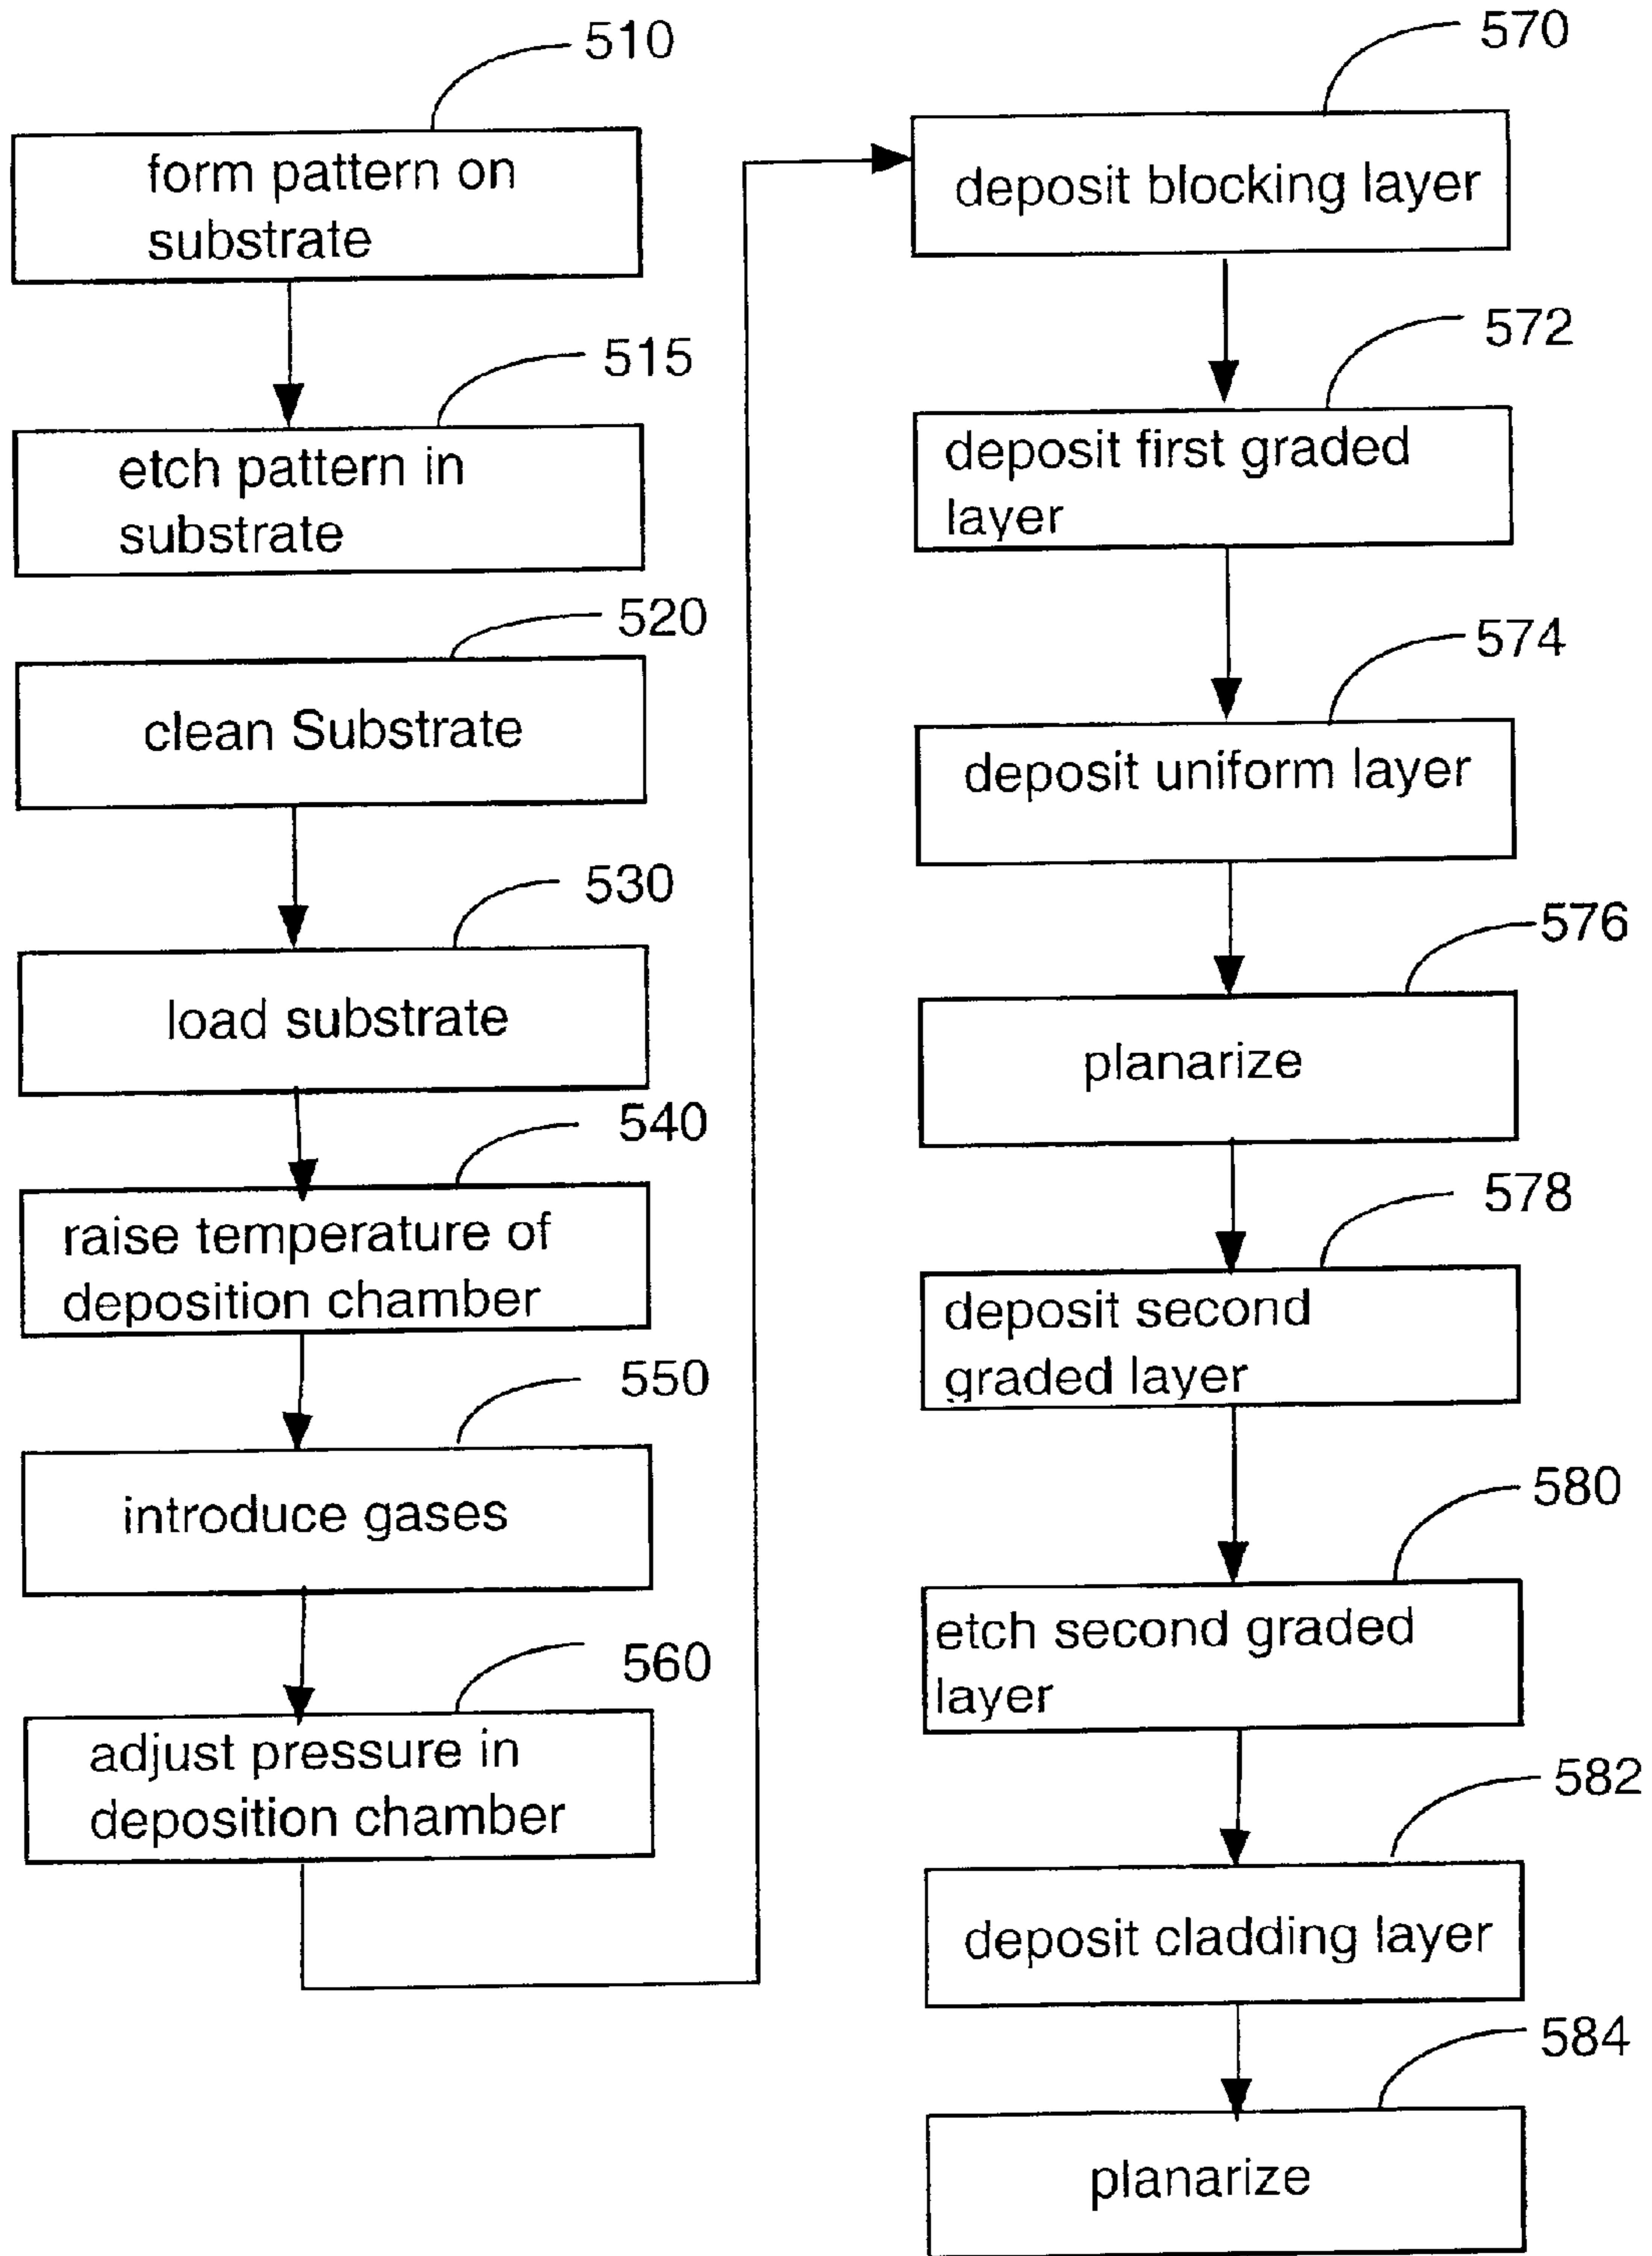 510
form pattern on
substrate
515
etch pattern in
substrate
520
clean Substrate
530
load substrate
540
raise temperature of
deposition chamber
550
introduce gases
560
adjust pressure in
deposition chamber
570
deposit blocking layer
572
deposit first graded
layer
574
deposit uniform layer
576
planarize
578
deposit second
graded layer
580
etch second graded
layer
582
deposit cladding layer
584
planarize